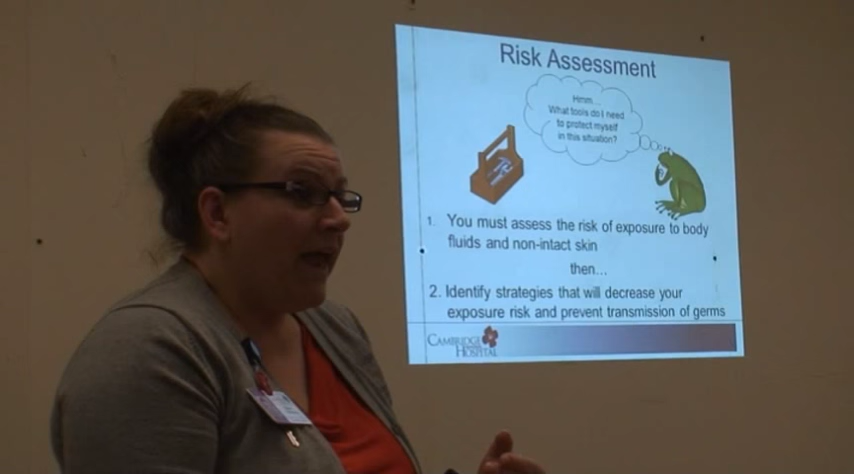 Risk Assessment
Hmm...
What tools do I need
to protect myself
in this situation?
1. You must assess the risk of exposure to body
fluids and non-intact skin
then...
2. Identify strategies that will decrease your
exposure risk and prevent transmission of germs
CAMBRIDGE
HOSPITAL